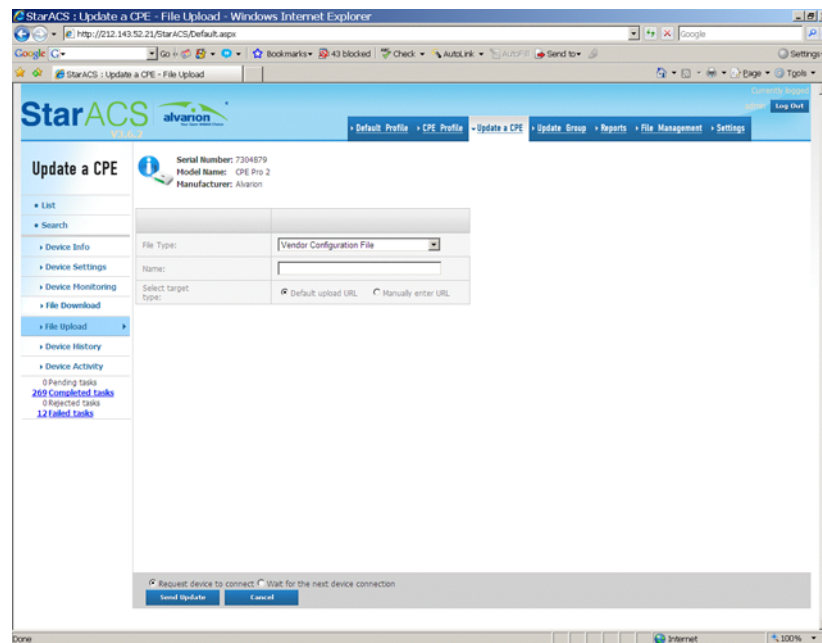 StarACS : Update a CPE - File Upload - Windows Internet Explorer
http://212.143.52.21/StarACS/Default.aspx
Google
Google G Go Bookmarks 43 blocked Check AutoLink AutoFill Send to Settings
StarACS : Update a CPE - File Upload
Page Tools
Currently logged
admin Log Out
StarACS alvarion
V3.6.2
Default Profile CPE Profile Update a CPE Update Group Reports File Management Settings
Update a CPE
Serial Number: 7304879
Model Name: CPE Pro 2
Manufacturer: Alvarion
List
Search
Device Info
Device Settings
Device Monitoring
File Download
File Upload
Device History
Device Activity
0 Pending tasks
269 Completed tasks
0 Rejected tasks
12 Failed tasks
File Type: Vendor Configuration File
Name:
Select target type: Default upload URL Manually enter URL
Request device to connect Wait for the next device connection
Send Update Cancel
Done Internet 100%